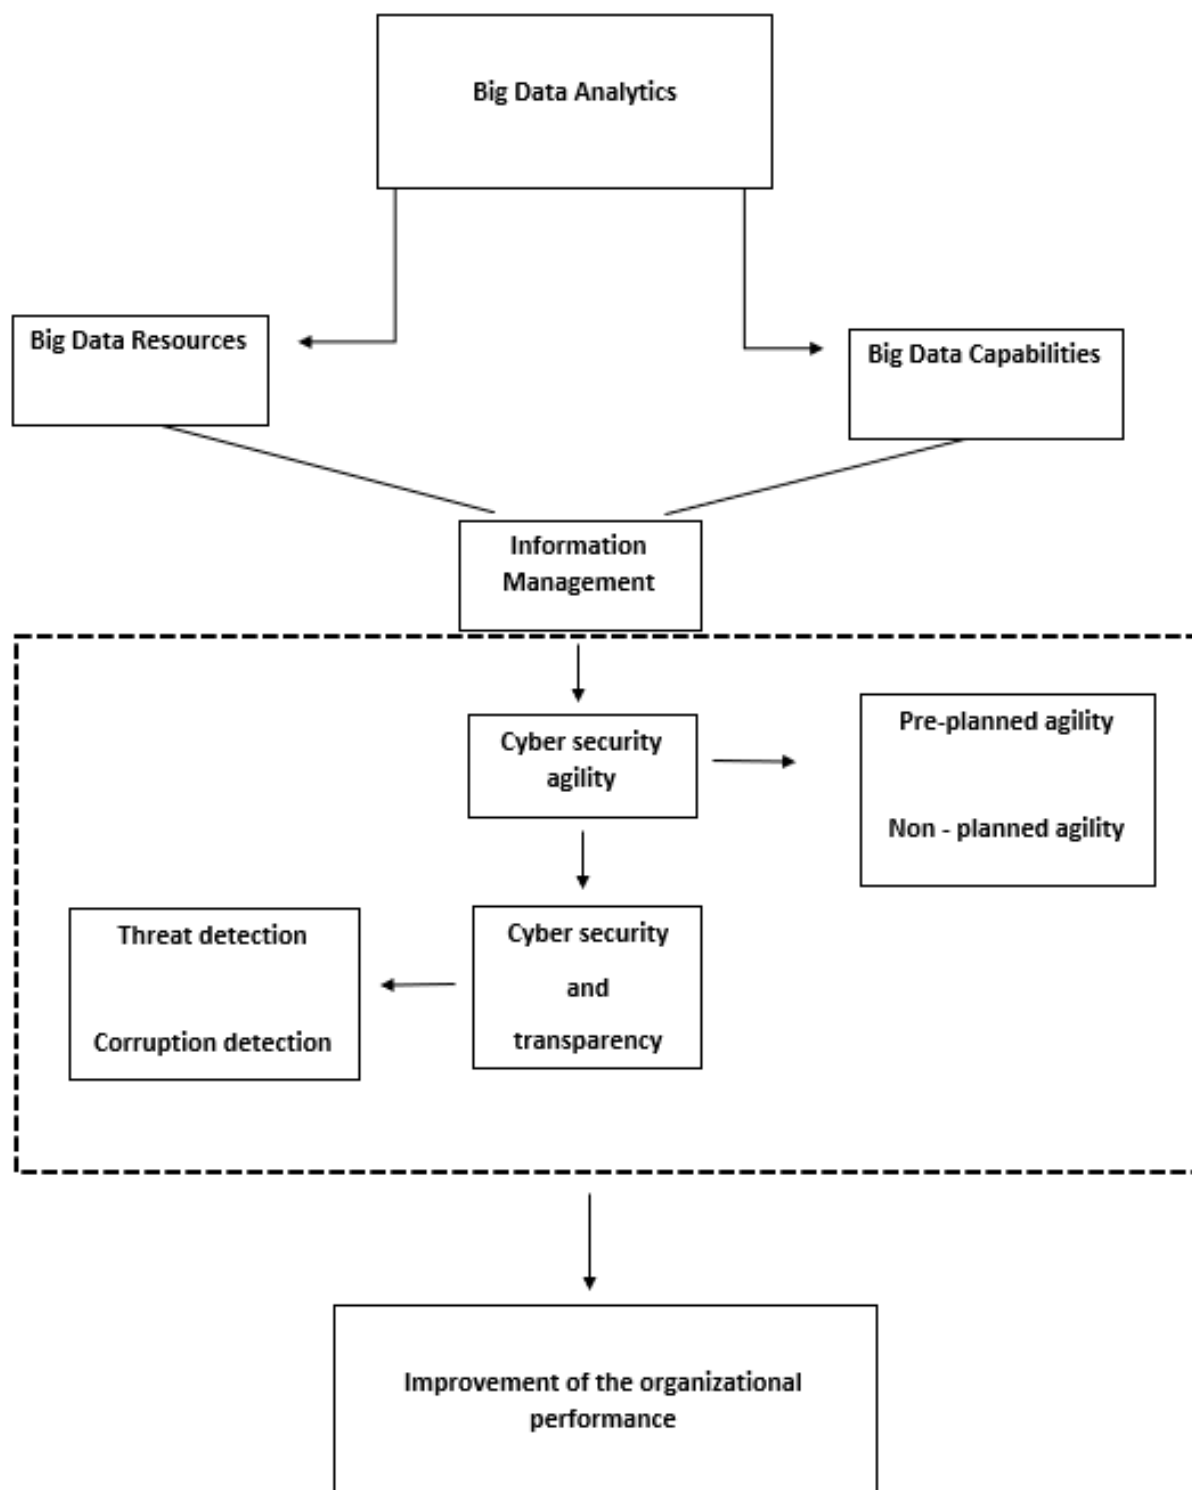 Big Data Analytics
Big Data Resources
Big Data Capabilities
Information
Management
Cyber security
agility
Pre-planned agility
Non - planned agility
Threat detection
Corruption detection
Cyber security
and
transparency
Improvement of the organizational
performance